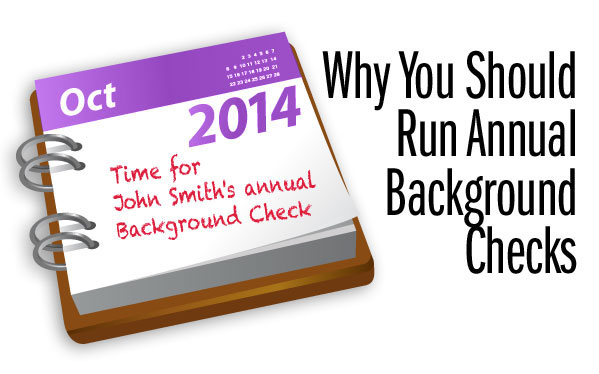 Oct
2014
Time for
John Smith's annual
Background Check
Why You Should
Run Annual
Background
Checks